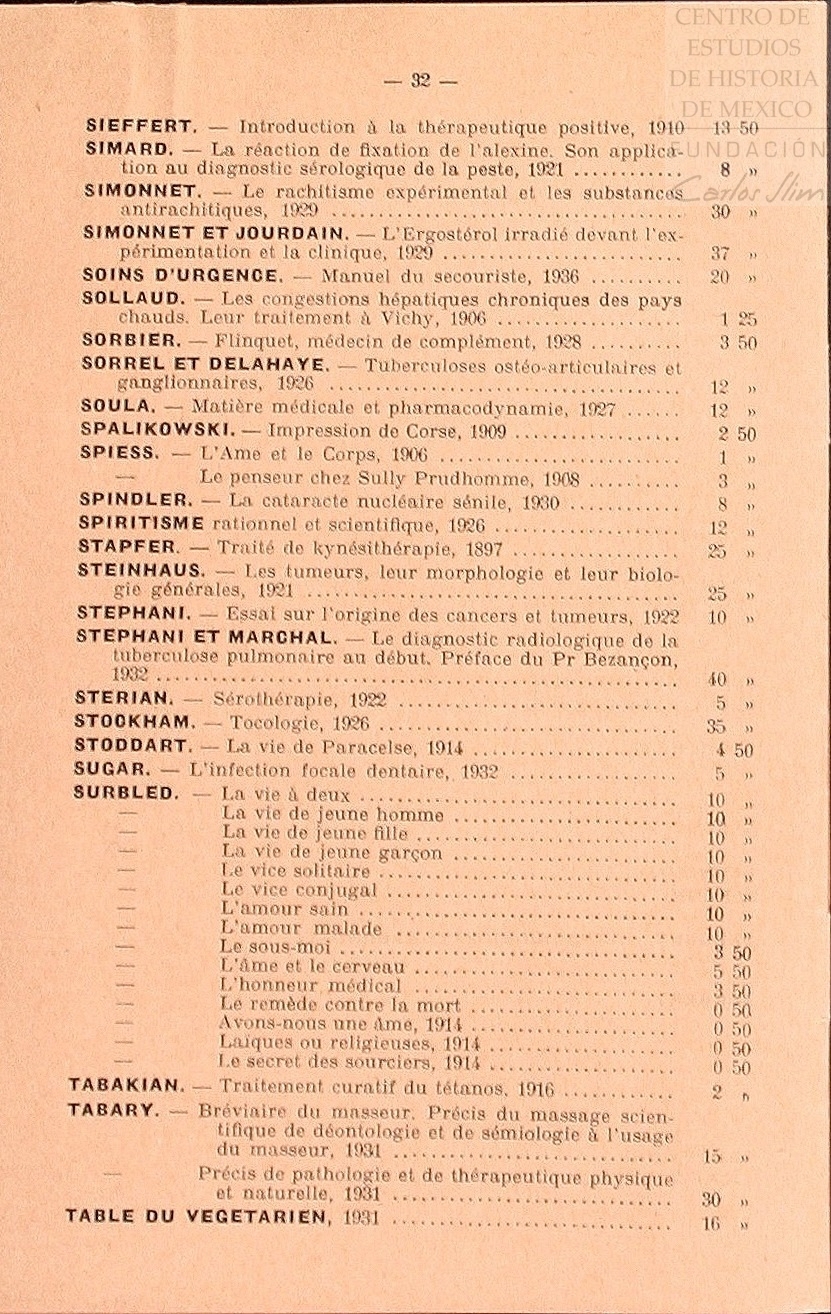 CENTRO DE
ESTUDIOS
DE HISTORIA
DE MEXICO
FUNDACIÓN
Carlos Slim
— 32 —
SIEFFERT. — Introduction à la thérapeutique positive, 1910 13 50
SIMARD. — La réaction de fixation de l'alexine. Son applica-
tion au diagnostic sérologique de la peste, 1921 ............ 8 »
SIMONNET. — Le rachitisme expérimental et les substances
antirachitiques, 1929 .................................... 30 »
SIMONNET ET JOURDAIN. — L'Ergostérol irradié devant l'ex-
périmentation et la clinique, 1929 .......................... 37 »
SOINS D'URGENCE. — Manuel du secouriste, 1936 .......... 20 »
SOLLAUD. — Les congestions hépatiques chroniques des pays
chauds. Leur traitement à Vichy, 1906 .................... 1 25
SORBIER. — Flinquet, médecin de complément, 1928 .......... 3 50
SORREL ET DELAHAYE. — Tuberculoses ostéo-articulaires et
ganglionnaires, 1926 ...................................... 12 »
SOULA. — Matière médicale et pharmacodynamie, 1927 ...... 12 »
SPALIKOWSKI. — Impression de Corse, 1909 .................. 2 50
SPIESS. — L'Ame et le Corps, 1906 .......................... 1 »
— Le penseur chez Sully Prudhomme, 1908 .......... 3 »
SPINDLER. — La cataracte nucléaire sénile, 1930 ............ 8 »
SPIRITISME rationnel et scientifique, 1926 .................... 12 »
STAPFER. — Traité de kynésithérapie, 1897 .................. 25 »
STEINHAUS. — Les tumeurs, leur morphologie et leur biolo-
gie générales, 1921 ........................................ 25 »
STEPHANI. — Essai sur l'origine des cancers et tumeurs, 1922 10 »
STEPHANI ET MARCHAL. — Le diagnostic radiologique de la
tuberculose pulmonaire au début. Préface du Pr Bezançon,
1932 ........................................................ 40 »
STERIAN. — Sérothérapie, 1922 .............................. 5 »
STOCKHAM. — Tocologie, 1926 ................................ 35 »
STODDART. — La vie de Paracelse, 1914 ...................... 4 50
SUGAR. — L'infection focale dentaire, 1932 .................. 5 »
SURBLED. — La vie à deux .................................... 10 »
— La vie de jeune homme .......................... 10 »
— La vie de jeune fille .............................. 10 »
— La vie de jeune garçon .......................... 10 »
— Le vice solitaire .................................. 10 »
— Le vice conjugal ................................ 10 »
— L'amour sain .................................... 10 »
— L'amour malade ................................ 10 »
— Le sous-moi ...................................... 3 50
— L'âme et le cerveau .............................. 5 50
— L'honneur médical .............................. 3 50
— Le remède contre la mort ........................ 0 50
— Avons-nous une âme, 1914 ........................ 0 50
— Laïques ou religieuses, 1914 ...................... 0 50
— Le secret des sourciers, 1914 ...................... 0 50
TABAKIAN. — Traitement curatif du tétanos, 1916 ............ 2 »
TABARY. — Bréviaire du masseur. Précis du massage scien-
tifique de déontologie et de sémiologie à l'usage
du masseur, 1931 ................................ 15 »
— Précis de pathologie et de thérapeutique physique
et naturelle, 1931 ................................ 30 »
TABLE DU VEGETARIEN, 1931 ................................ 16 »